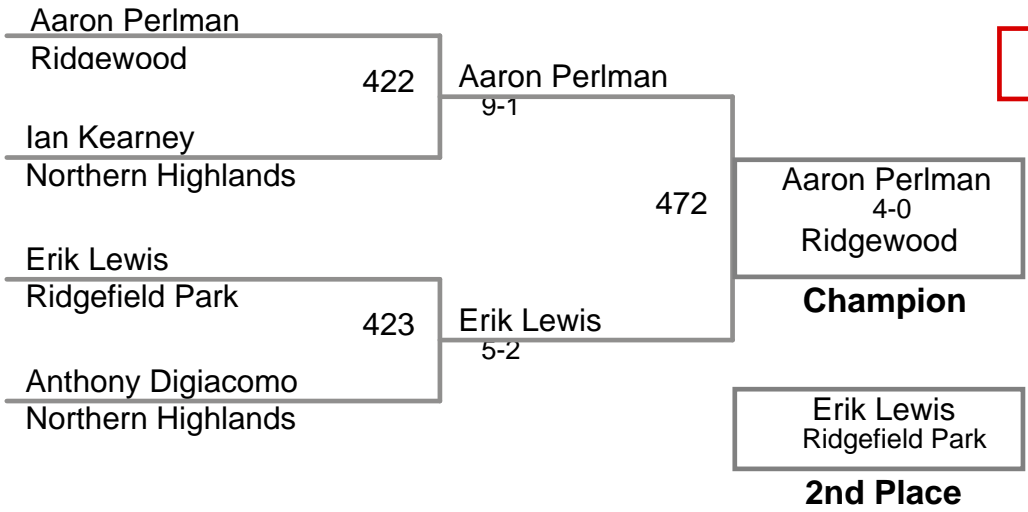 Aaron Perlman
Ridgewood
422
Ian Kearney
Northern Highlands
Aaron Perlman
9-1
Erik Lewis
Ridgefield Park
423
Anthony Digiacomo
Northern Highlands
Erik Lewis
5-2
472
Aaron Perlman
4-0
Ridgewood
Champion
Erik Lewis
Ridgefield Park
2nd Place